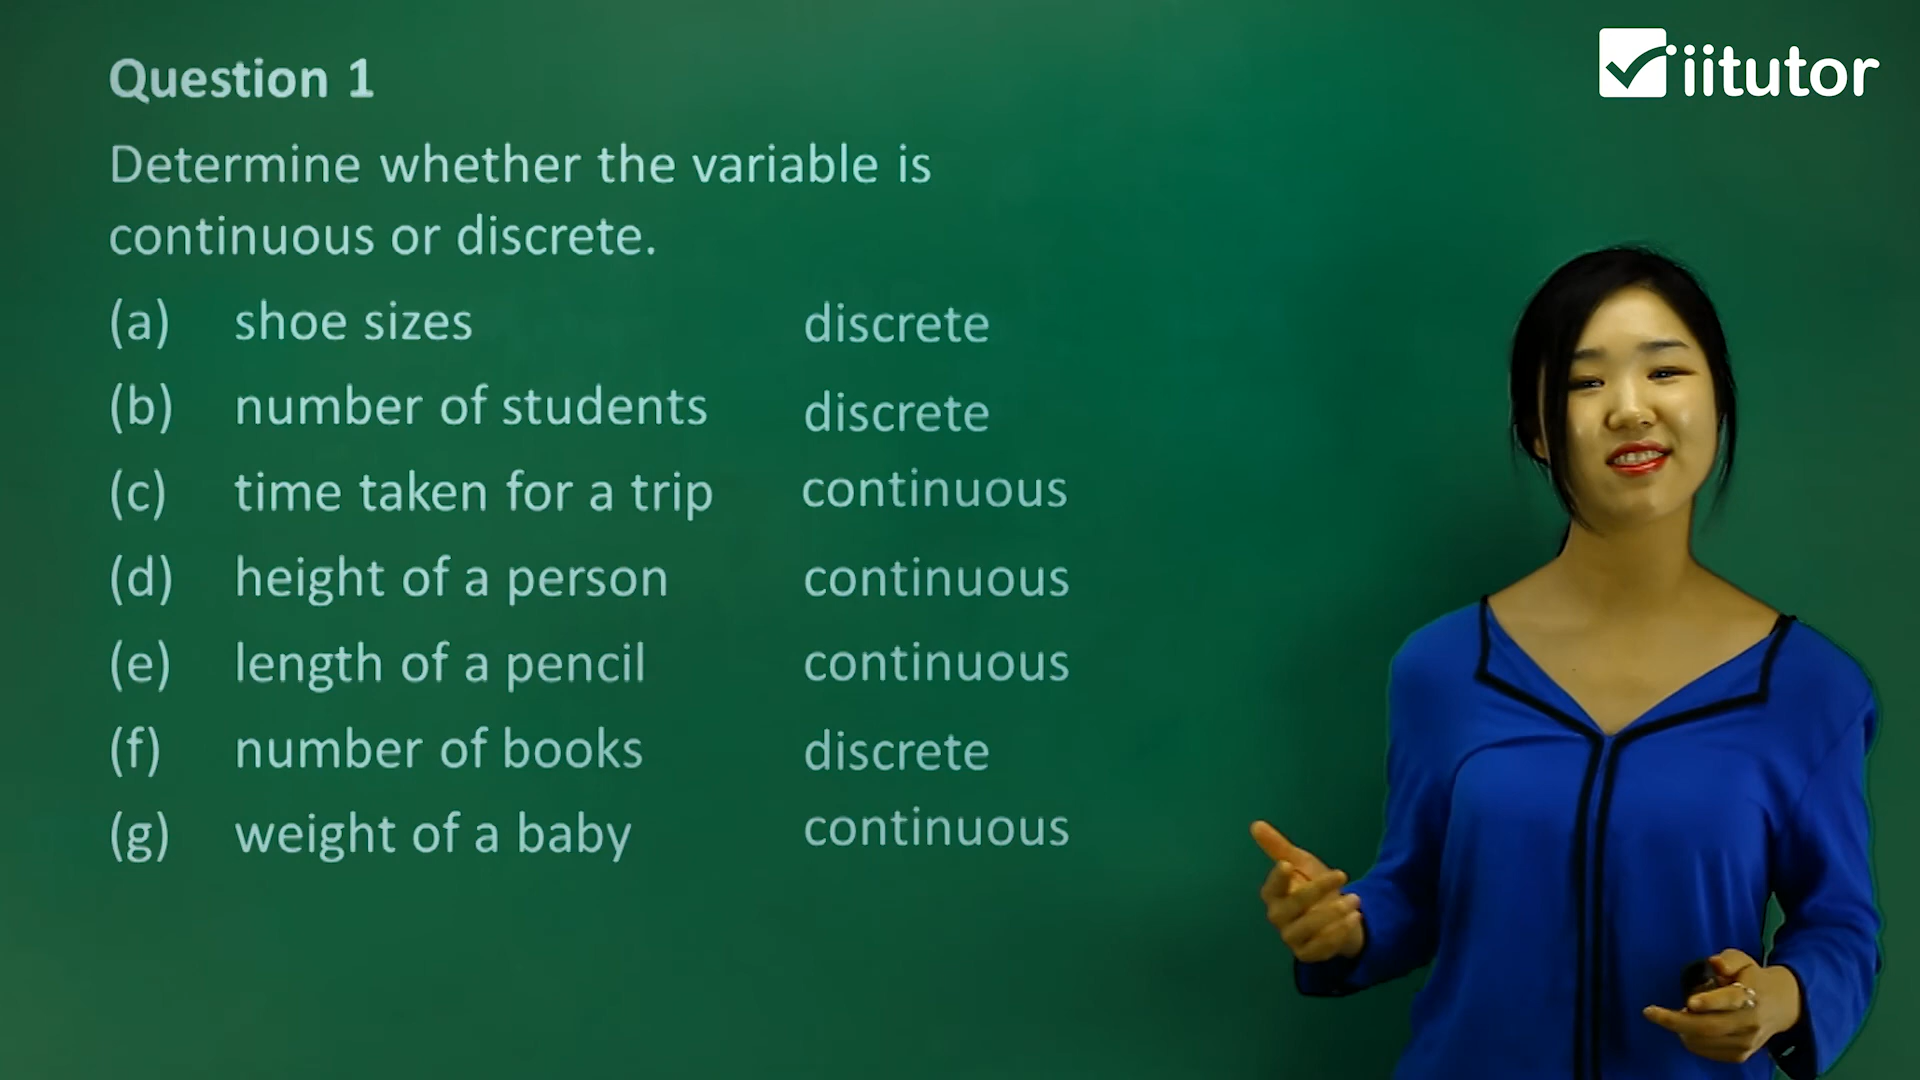 iitutor
Question 1
Determine whether the variable is
continuous or discrete.
(a) shoe sizes discrete
(b) number of students discrete
(c) time taken for a trip continuous
(d) height of a person continuous
(e) length of a pencil continuous
(f) number of books discrete
(g) weight of a baby continuous